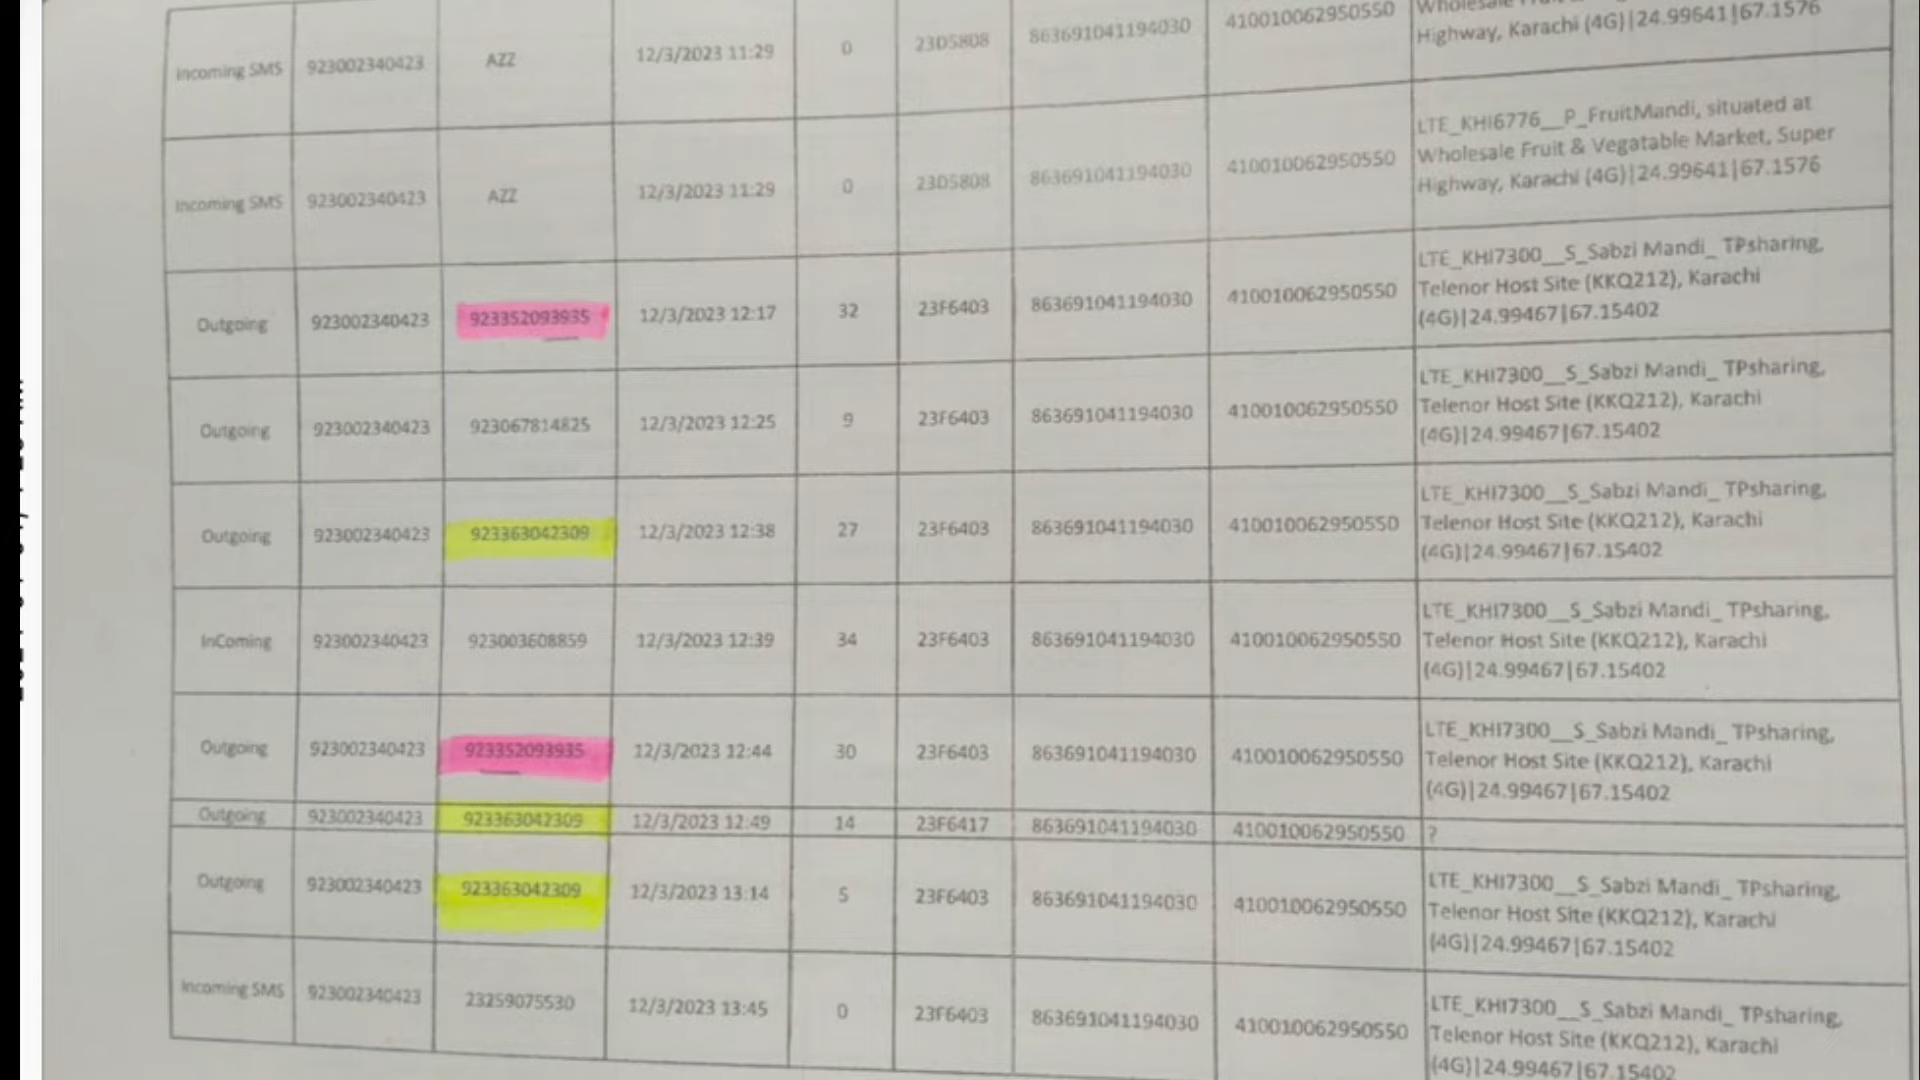 Wholesale
Incoming SMS 923002340423 AZZ 12/3/2023 11:29 0 23D5808 863691041194030 410010062950550 Highway, Karachi (4G)|24.99641|67.1576
LTE_KHI6776__P_FruitMandi, situated at
Incoming SMS 923002340423 AZZ 12/3/2023 11:29 0 23D5808 863691041194030 410010062950550 Wholesale Fruit & Vegatable Market, Super
Highway, Karachi (4G)|24.99641|67.1576
LTE_KHI7300__S_Sabzi Mandi_ TPsharing,
Outgoing 923002340423 923352093935 12/3/2023 12:17 32 23F6403 863691041194030 410010062950550 Telenor Host Site (KKQ212), Karachi
(4G)|24.99467|67.15402
LTE_KHI7300__S_Sabzi Mandi_ TPsharing,
Outgoing 923002340423 923067814825 12/3/2023 12:25 9 23F6403 863691041194030 410010062950550 Telenor Host Site (KKQ212), Karachi
(4G)|24.99467|67.15402
LTE_KHI7300__S_Sabzi Mandi_ TPsharing,
Outgoing 923002340423 923363042309 12/3/2023 12:38 27 23F6403 863691041194030 410010062950550 Telenor Host Site (KKQ212), Karachi
(4G)|24.99467|67.15402
LTE_KHI7300__S_Sabzi Mandi_ TPsharing,
InComing 923002340423 923003608859 12/3/2023 12:39 34 23F6403 863691041194030 410010062950550 Telenor Host Site (KKQ212), Karachi
(4G)|24.99467|67.15402
LTE_KHI7300__S_Sabzi Mandi_ TPsharing,
Outgoing 923002340423 923352093935 12/3/2023 12:44 30 23F6403 863691041194030 410010062950550 Telenor Host Site (KKQ212), Karachi
(4G)|24.99467|67.15402
Outgoing 923002340423 923363042309 12/3/2023 12:49 14 23F6417 863691041194030 410010062950550 ?
LTE_KHI7300__S_Sabzi Mandi_ TPsharing,
Outgoing 923002340423 923363042309 12/3/2023 13:14 5 23F6403 863691041194030 410010062950550 Telenor Host Site (KKQ212), Karachi
(4G)|24.99467|67.15402
LTE_KHI7300__S_Sabzi Mandi_ TPsharing,
Incoming SMS 923002340423 23259075530 12/3/2023 13:45 0 23F6403 863691041194030 410010062950550 Telenor Host Site (KKQ212), Karachi
(4G)|24.99467|67.15402